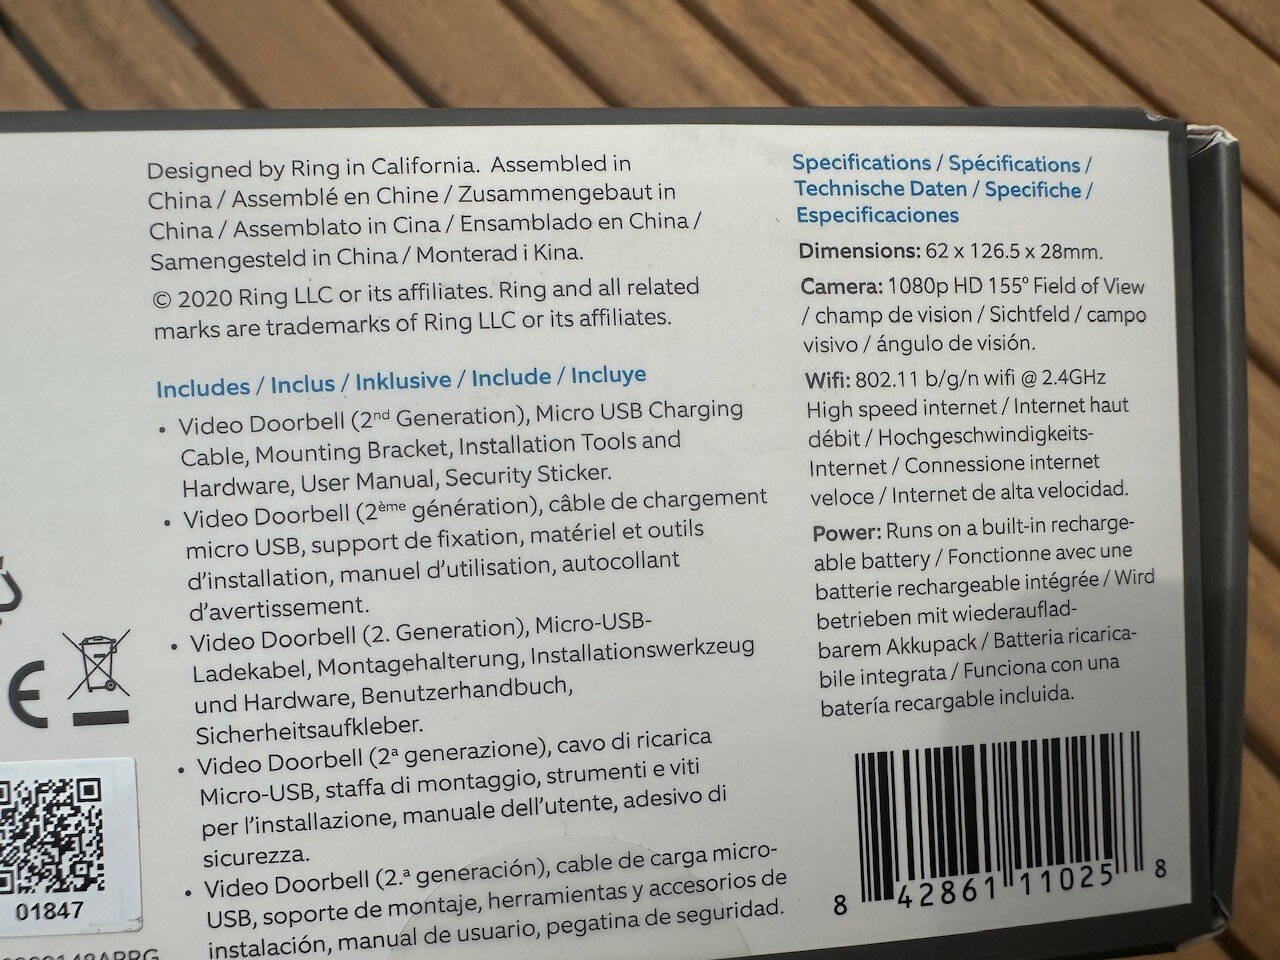 Designed by Ring in California. Assembled in
China / Assemblé en Chine / Zusammengebaut in
China / Assemblato in Cina / Ensamblado en China /
Samengesteld in China / Monterad i Kina.
© 2020 Ring LLC or its affiliates. Ring and all related
marks are trademarks of Ring LLC or its affiliates.
Includes / Inclus / Inklusive / Include / Incluye
• Video Doorbell (2nd Generation), Micro USB Charging
Cable, Mounting Bracket, Installation Tools and
Hardware, User Manual, Security Sticker.
• Video Doorbell (2ème génération), câble de chargement
micro USB, support de fixation, matériel et outils
d'installation, manuel d'utilisation, autocollant
d'avertissement.
• Video Doorbell (2. Generation), Micro-USB-
Ladekabel, Montagehalterung, Installationswerkzeug
und Hardware, Benutzerhandbuch,
Sicherheitsaufkleber.
• Video Doorbell (2ª generazione), cavo di ricarica
Micro-USB, staffa di montaggio, strumenti e viti
per l'installazione, manuale dell'utente, adesivo di
sicurezza.
• Video Doorbell (2.ª generación), cable de carga micro-
USB, soporte de montaje, herramientas y accesorios de
instalación, manual de usuario, pegatina de seguridad.
Specifications / Spécifications /
Technische Daten / Specifiche /
Especificaciones
Dimensions: 62 x 126.5 x 28mm.
Camera: 1080p HD 155° Field of View
/ champ de vision / Sichtfeld / campo
visivo / ángulo de visión.
Wifi: 802.11 b/g/n wifi @ 2.4GHz
High speed internet / Internet haut
débit / Hochgeschwindigkeits-
Internet / Connessione internet
veloce / Internet de alta velocidad.
Power: Runs on a built-in recharge-
able battery / Fonctionne avec une
batterie rechargeable intégrée / Wird
betrieben mit wiederauflad-
barem Akkupack / Batteria ricarica-
bile integrata / Funciona con una
batería recargable incluida.
8 42861 11025 8
CE
01847